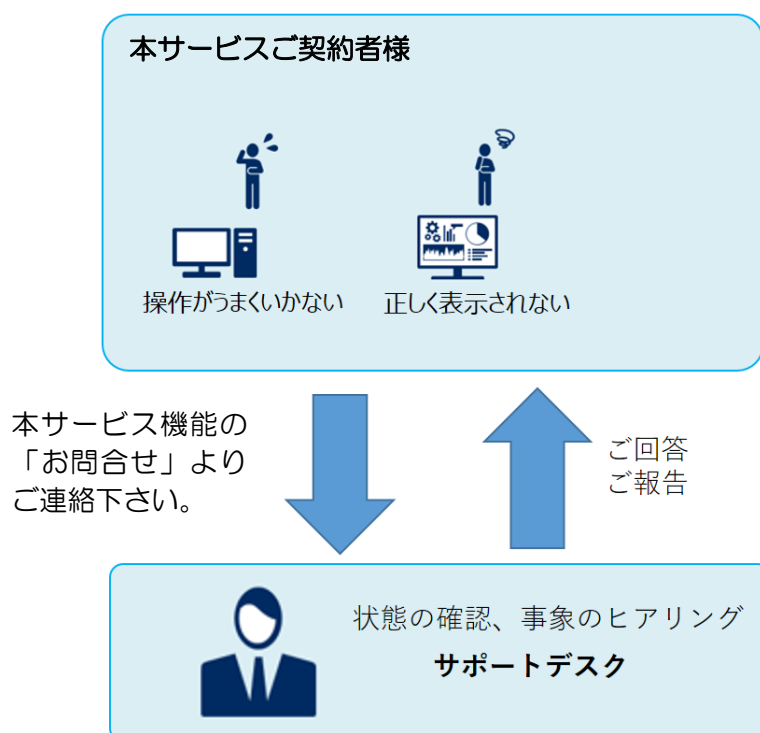 本サービスご契約者様
操作がうまくいかない
正しく表示されない
本サービス機能の
「お問合せ」より
ご連絡下さい。
ご回答
ご報告
状態の確認、事象のヒアリング
サポートデスク